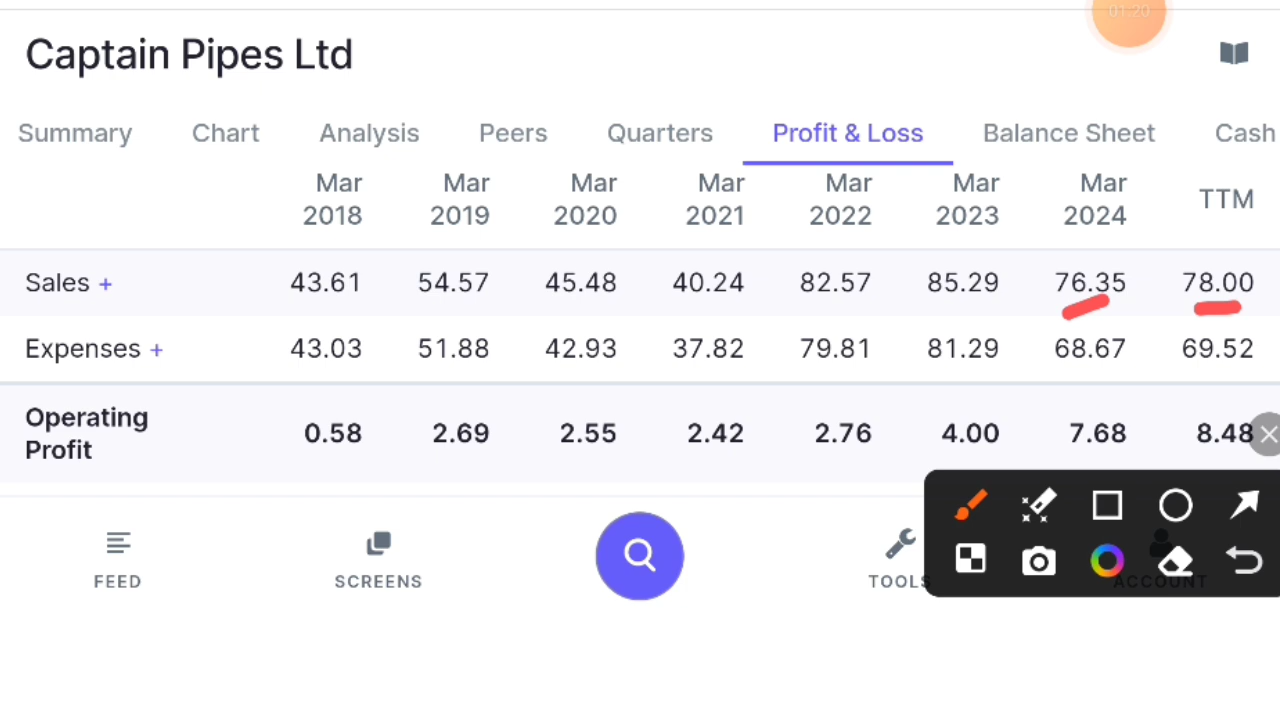 01:20
Captain Pipes Ltd
Summary Chart Analysis Peers Quarters Profit & Loss Balance Sheet Cash
Mar 2018 Mar 2019 Mar 2020 Mar 2021 Mar 2022 Mar 2023 Mar 2024 TTM
Sales + 43.61 54.57 45.48 40.24 82.57 85.29 76.35 78.00
Expenses + 43.03 51.88 42.93 37.82 79.81 81.29 68.67 69.52
Operating Profit 0.58 2.69 2.55 2.42 2.76 4.00 7.68 8.48
FEED SCREENS TOOLS ACCOUNT